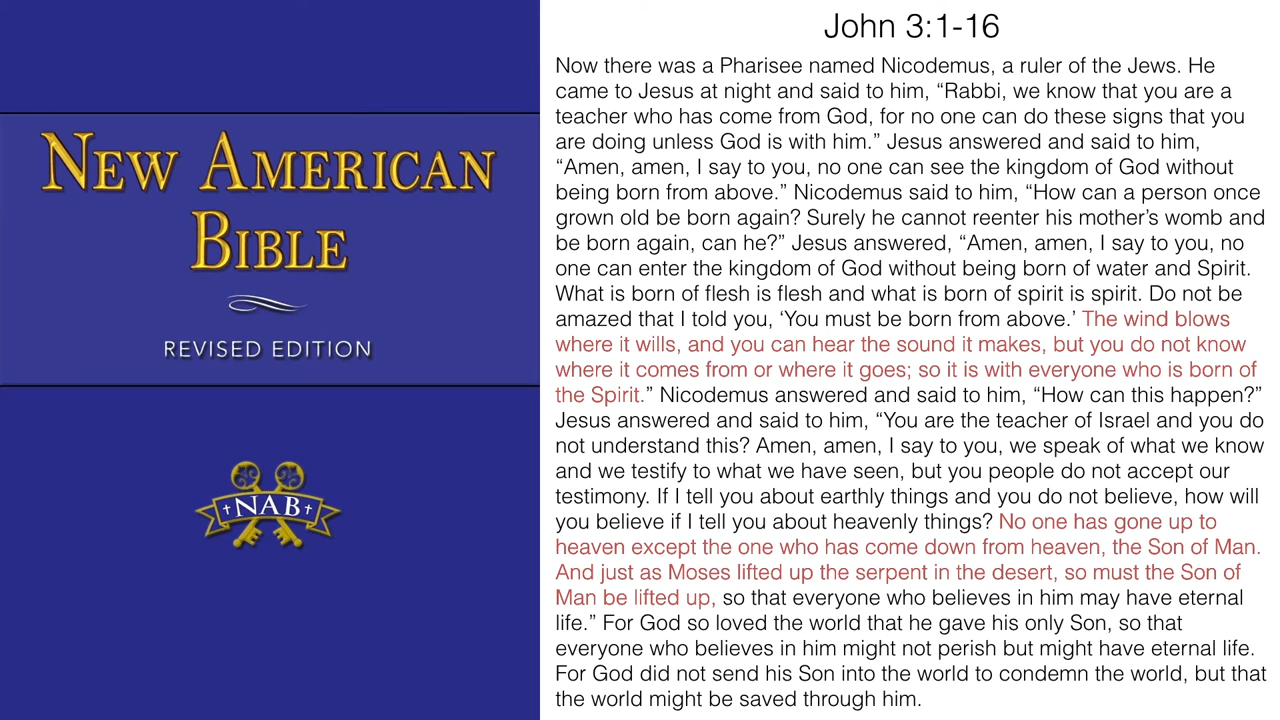 NEW AMERICAN
BIBLE
REVISED EDITION
NAB
John 3:1-16
Now there was a Pharisee named Nicodemus, a ruler of the Jews. He
came to Jesus at night and said to him, “Rabbi, we know that you are a
teacher who has come from God, for no one can do these signs that you
are doing unless God is with him.” Jesus answered and said to him,
“Amen, amen, I say to you, no one can see the kingdom of God without
being born from above.” Nicodemus said to him, “How can a person once
grown old be born again? Surely he cannot reenter his mother’s womb and
be born again, can he?” Jesus answered, “Amen, amen, I say to you, no
one can enter the kingdom of God without being born of water and Spirit.
What is born of flesh is flesh and what is born of spirit is spirit. Do not be
amazed that I told you, ‘You must be born from above.’ The wind blows
where it wills, and you can hear the sound it makes, but you do not know
where it comes from or where it goes; so it is with everyone who is born of
the Spirit.” Nicodemus answered and said to him, “How can this happen?”
Jesus answered and said to him, “You are the teacher of Israel and you do
not understand this? Amen, amen, I say to you, we speak of what we know
and we testify to what we have seen, but you people do not accept our
testimony. If I tell you about earthly things and you do not believe, how will
you believe if I tell you about heavenly things? No one has gone up to
heaven except the one who has come down from heaven, the Son of Man.
And just as Moses lifted up the serpent in the desert, so must the Son of
Man be lifted up, so that everyone who believes in him may have eternal
life.” For God so loved the world that he gave his only Son, so that
everyone who believes in him might not perish but might have eternal life.
For God did not send his Son into the world to condemn the world, but that
the world might be saved through him.